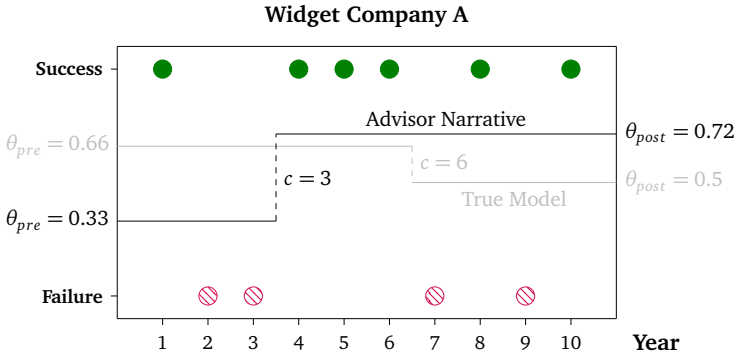 Widget Company A
Success
Advisor Narrative
θpost = 0.72
θpre = 0.66
c = 6
c = 3
θpost = 0.5
True Model
θpre = 0.33
Failure
1 2 3 4 5 6 7 8 9 10 Year